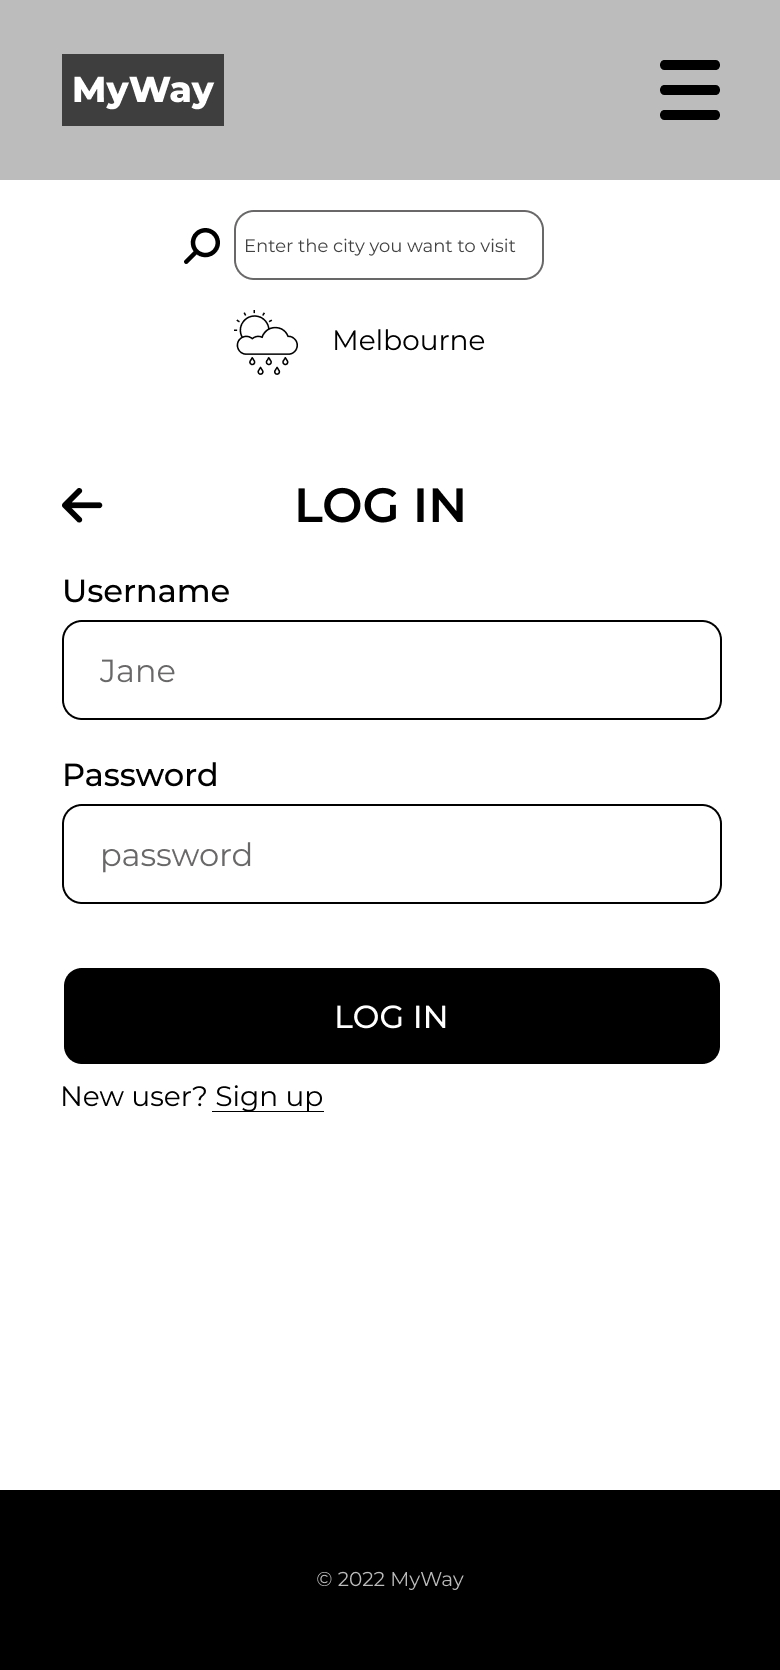 MyWay
Enter the city you want to visit
Melbourne
LOG IN
Username
Jane
Password
password
LOG IN
New user? Sign up
© 2022 MyWay